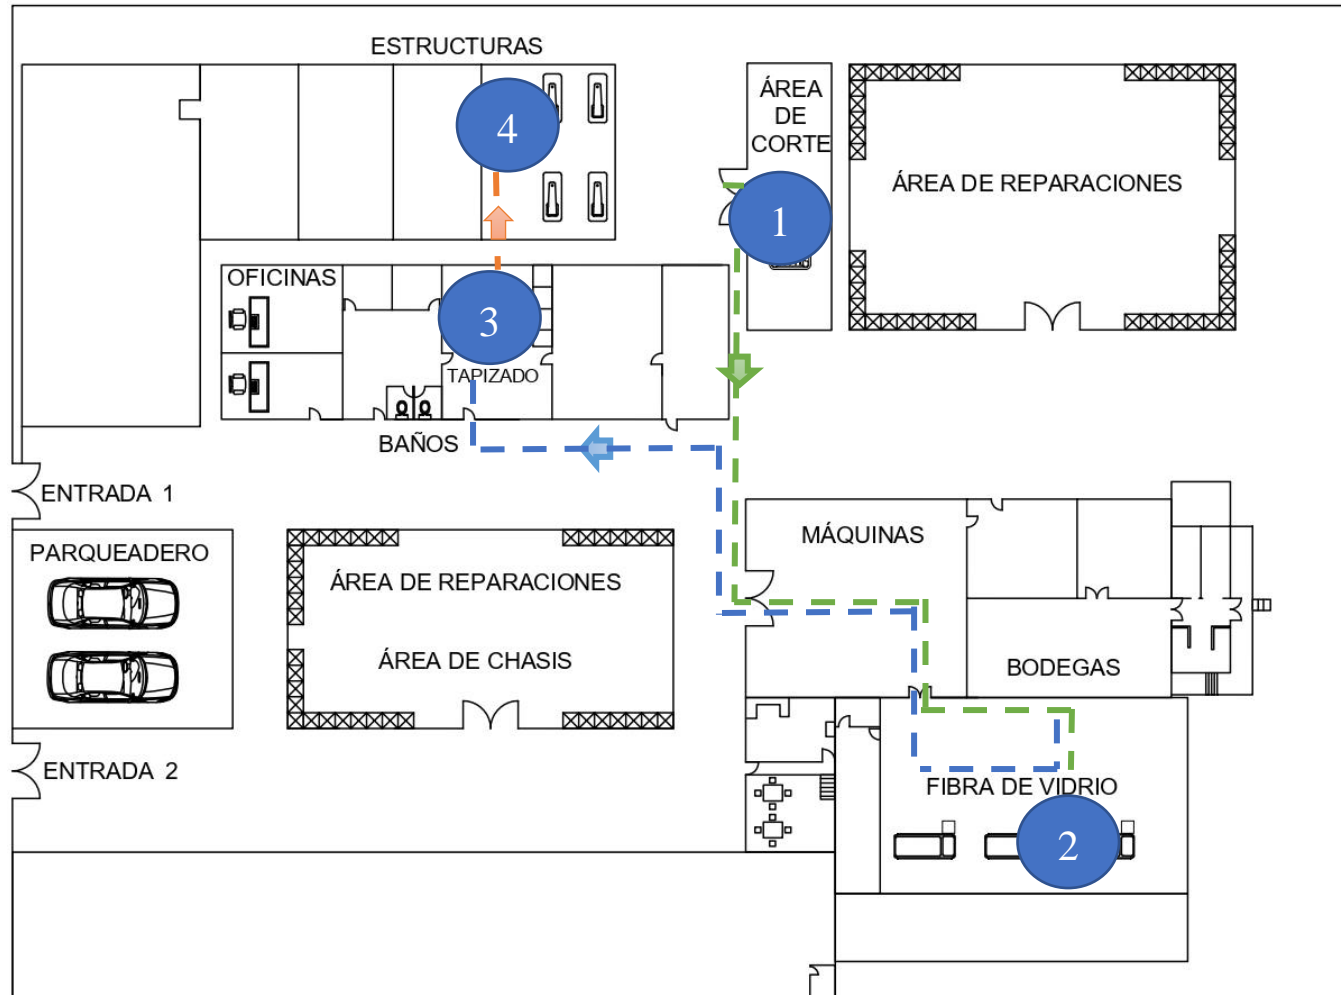 ESTRUCTURAS
ÁREA
DE
CORTE
4
ÁREA DE REPARACIONES
1
OFICINAS
3
TAPIZADO
BAÑOS
ENTRADA 1
MÁQUINAS
PARQUEADERO
ÁREA DE REPARACIONES
ÁREA DE CHASIS
BODEGAS
ENTRADA 2
FIBRA DE VIDRIO
2